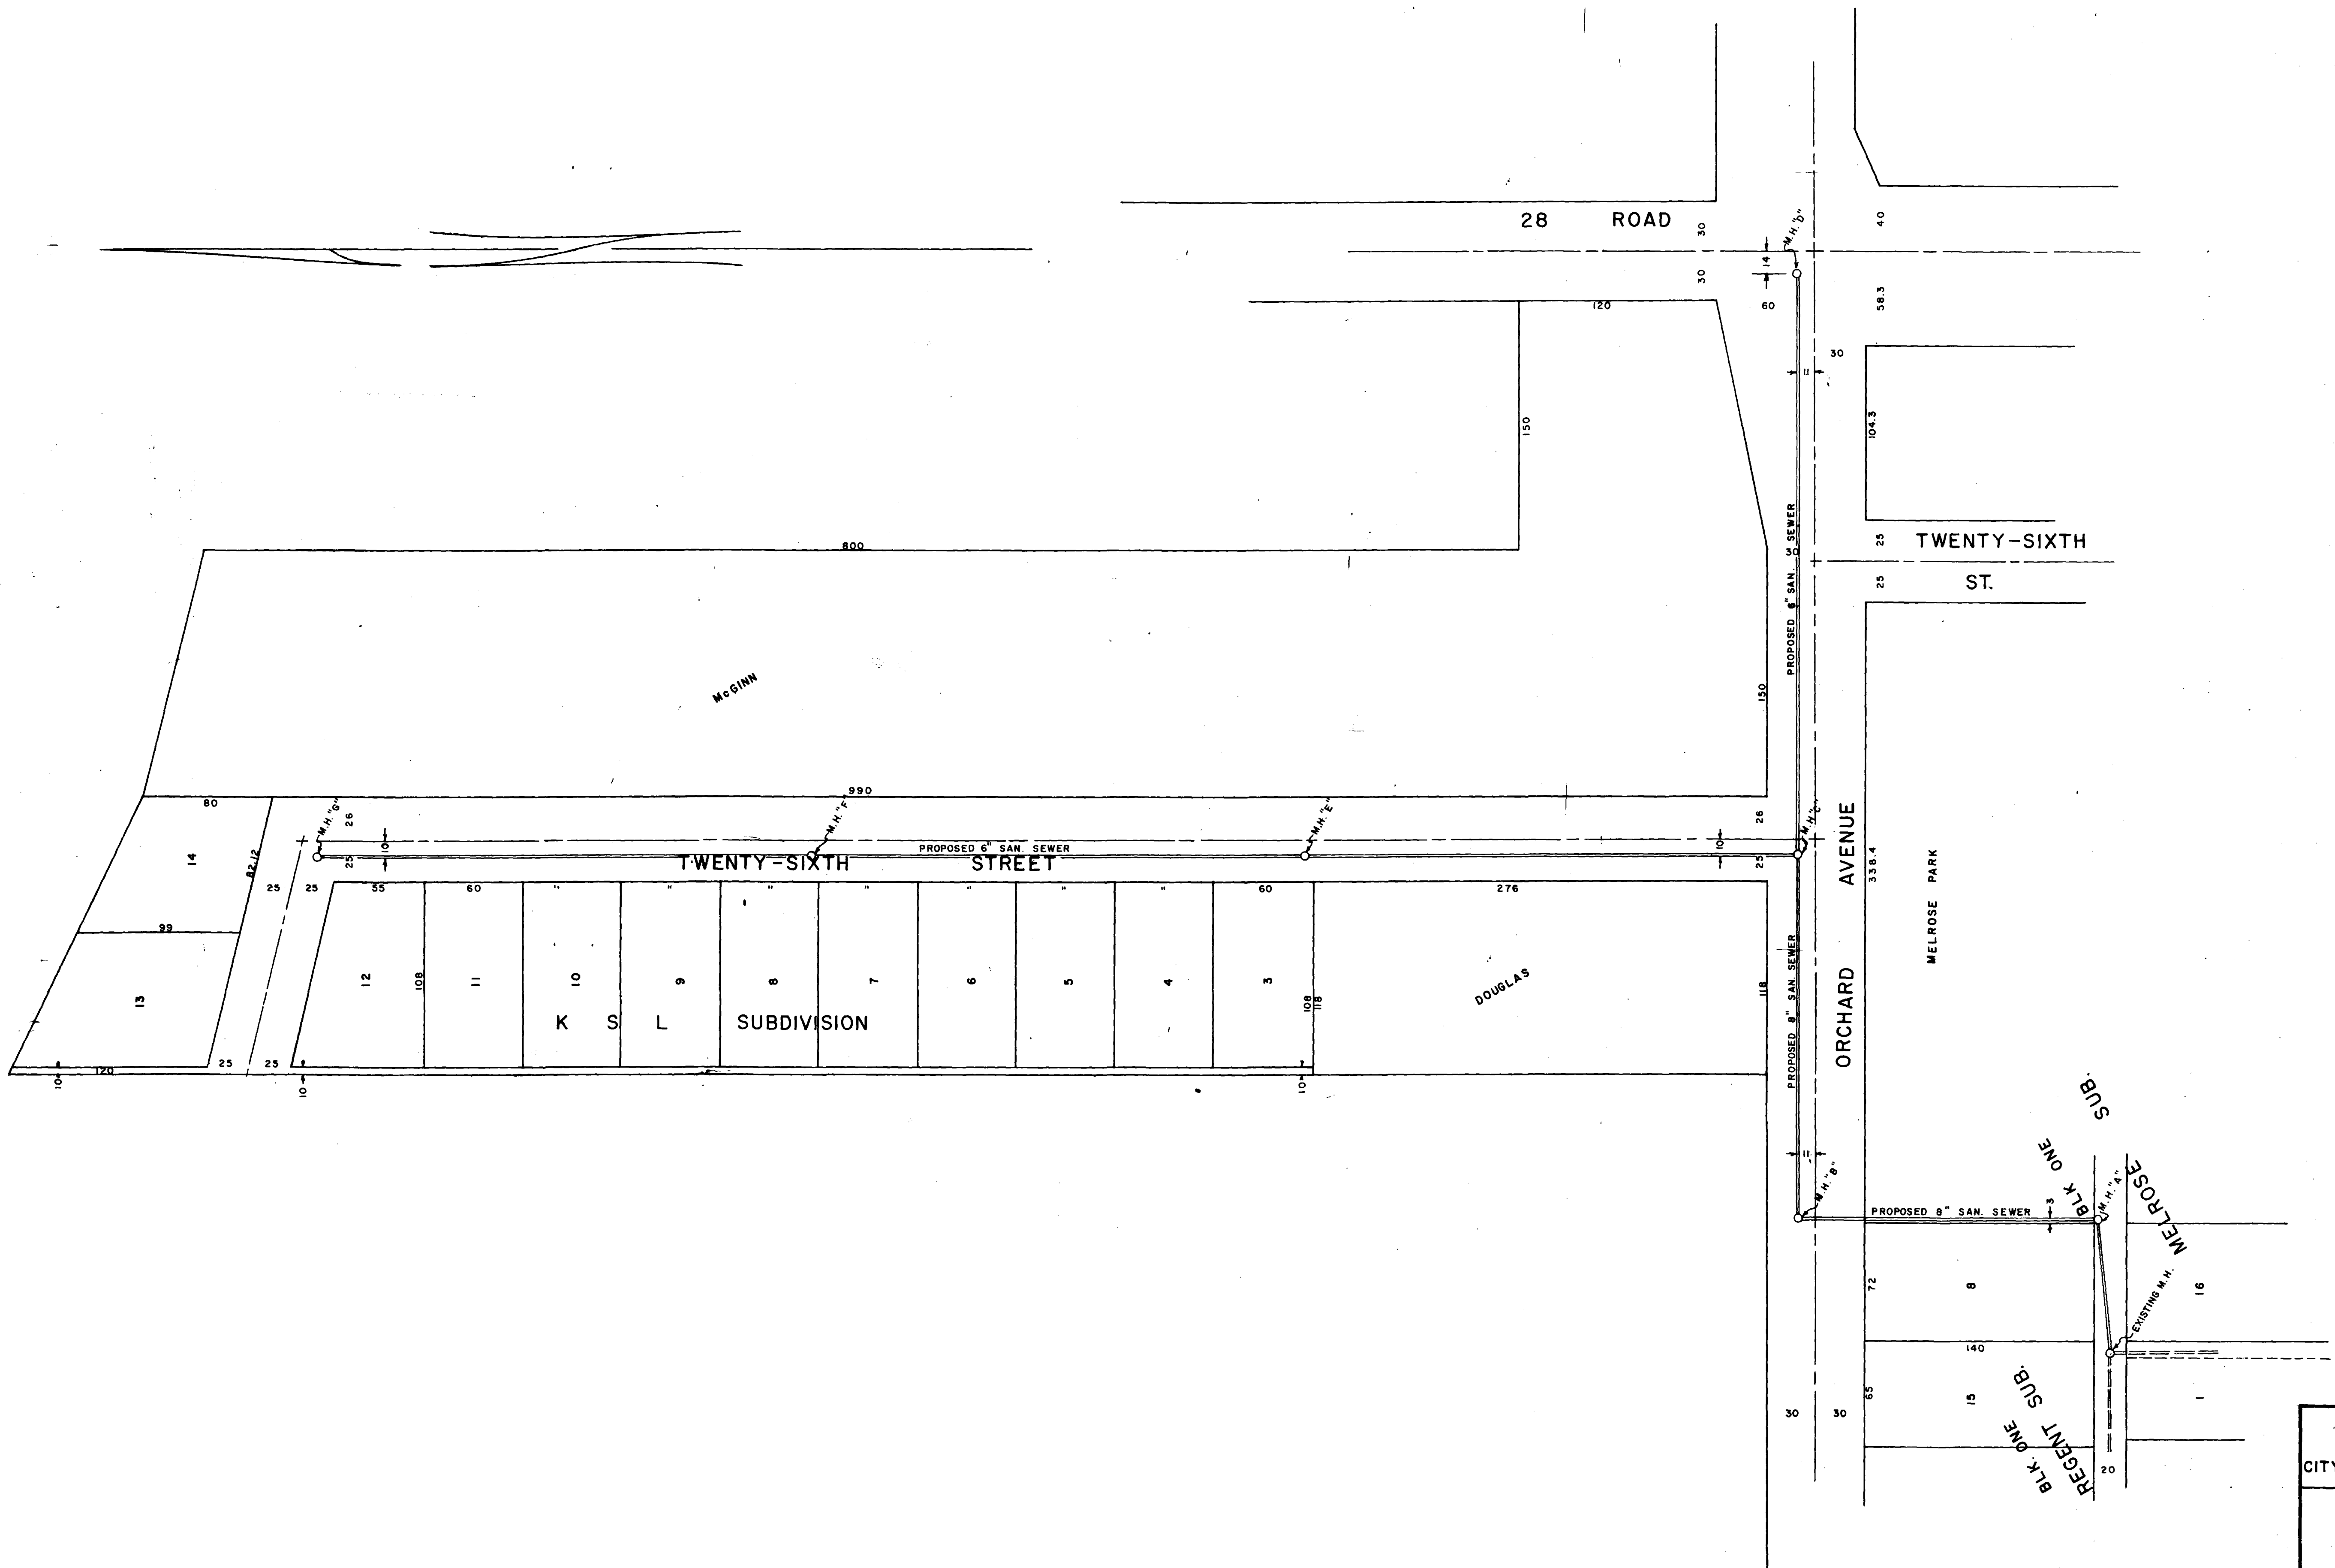 28 ROAD
30
30
14
M.H. "D"
40
58.3
60
120
30
11
150
104.3
PROPOSED 6" SAN. SEWER
30
25
TWENTY-SIXTH
25
ST.
600
McGINN
150
990
80
26
M.H. "G"
M.H. "F"
M.H. "E"
26
M.H. "C"
10
25
PROPOSED 6" SAN. SEWER
TWENTY-SIXTH STREET
10
25
14
82.12
25
25
55
60
"
"
"
"
"
"
"
60
276
ORCHARD AVENUE
338.4
MELROSE PARK
99
13
12
108
11
10
9
8
7
6
5
4
3
108
118
DOUGLAS
118
PROPOSED 8" SAN. SEWER
K S L SUBDIVISION
120
25
25
10
10
10
11
M.H. "B"
PROPOSED 8" SAN. SEWER
3
BLK ONE
MELROSE SUB.
M.H. "A"
72
8
16
EXISTING M.H.
140
65
15
1
30
30
BLK. ONE
REGENT SUB.
20
CITY